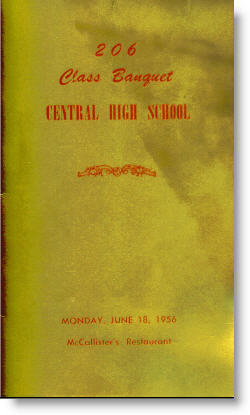 206
Class Banquet
CENTRAL HIGH SCHOOL
MONDAY, JUNE 18, 1956
McCallister's Restaurant